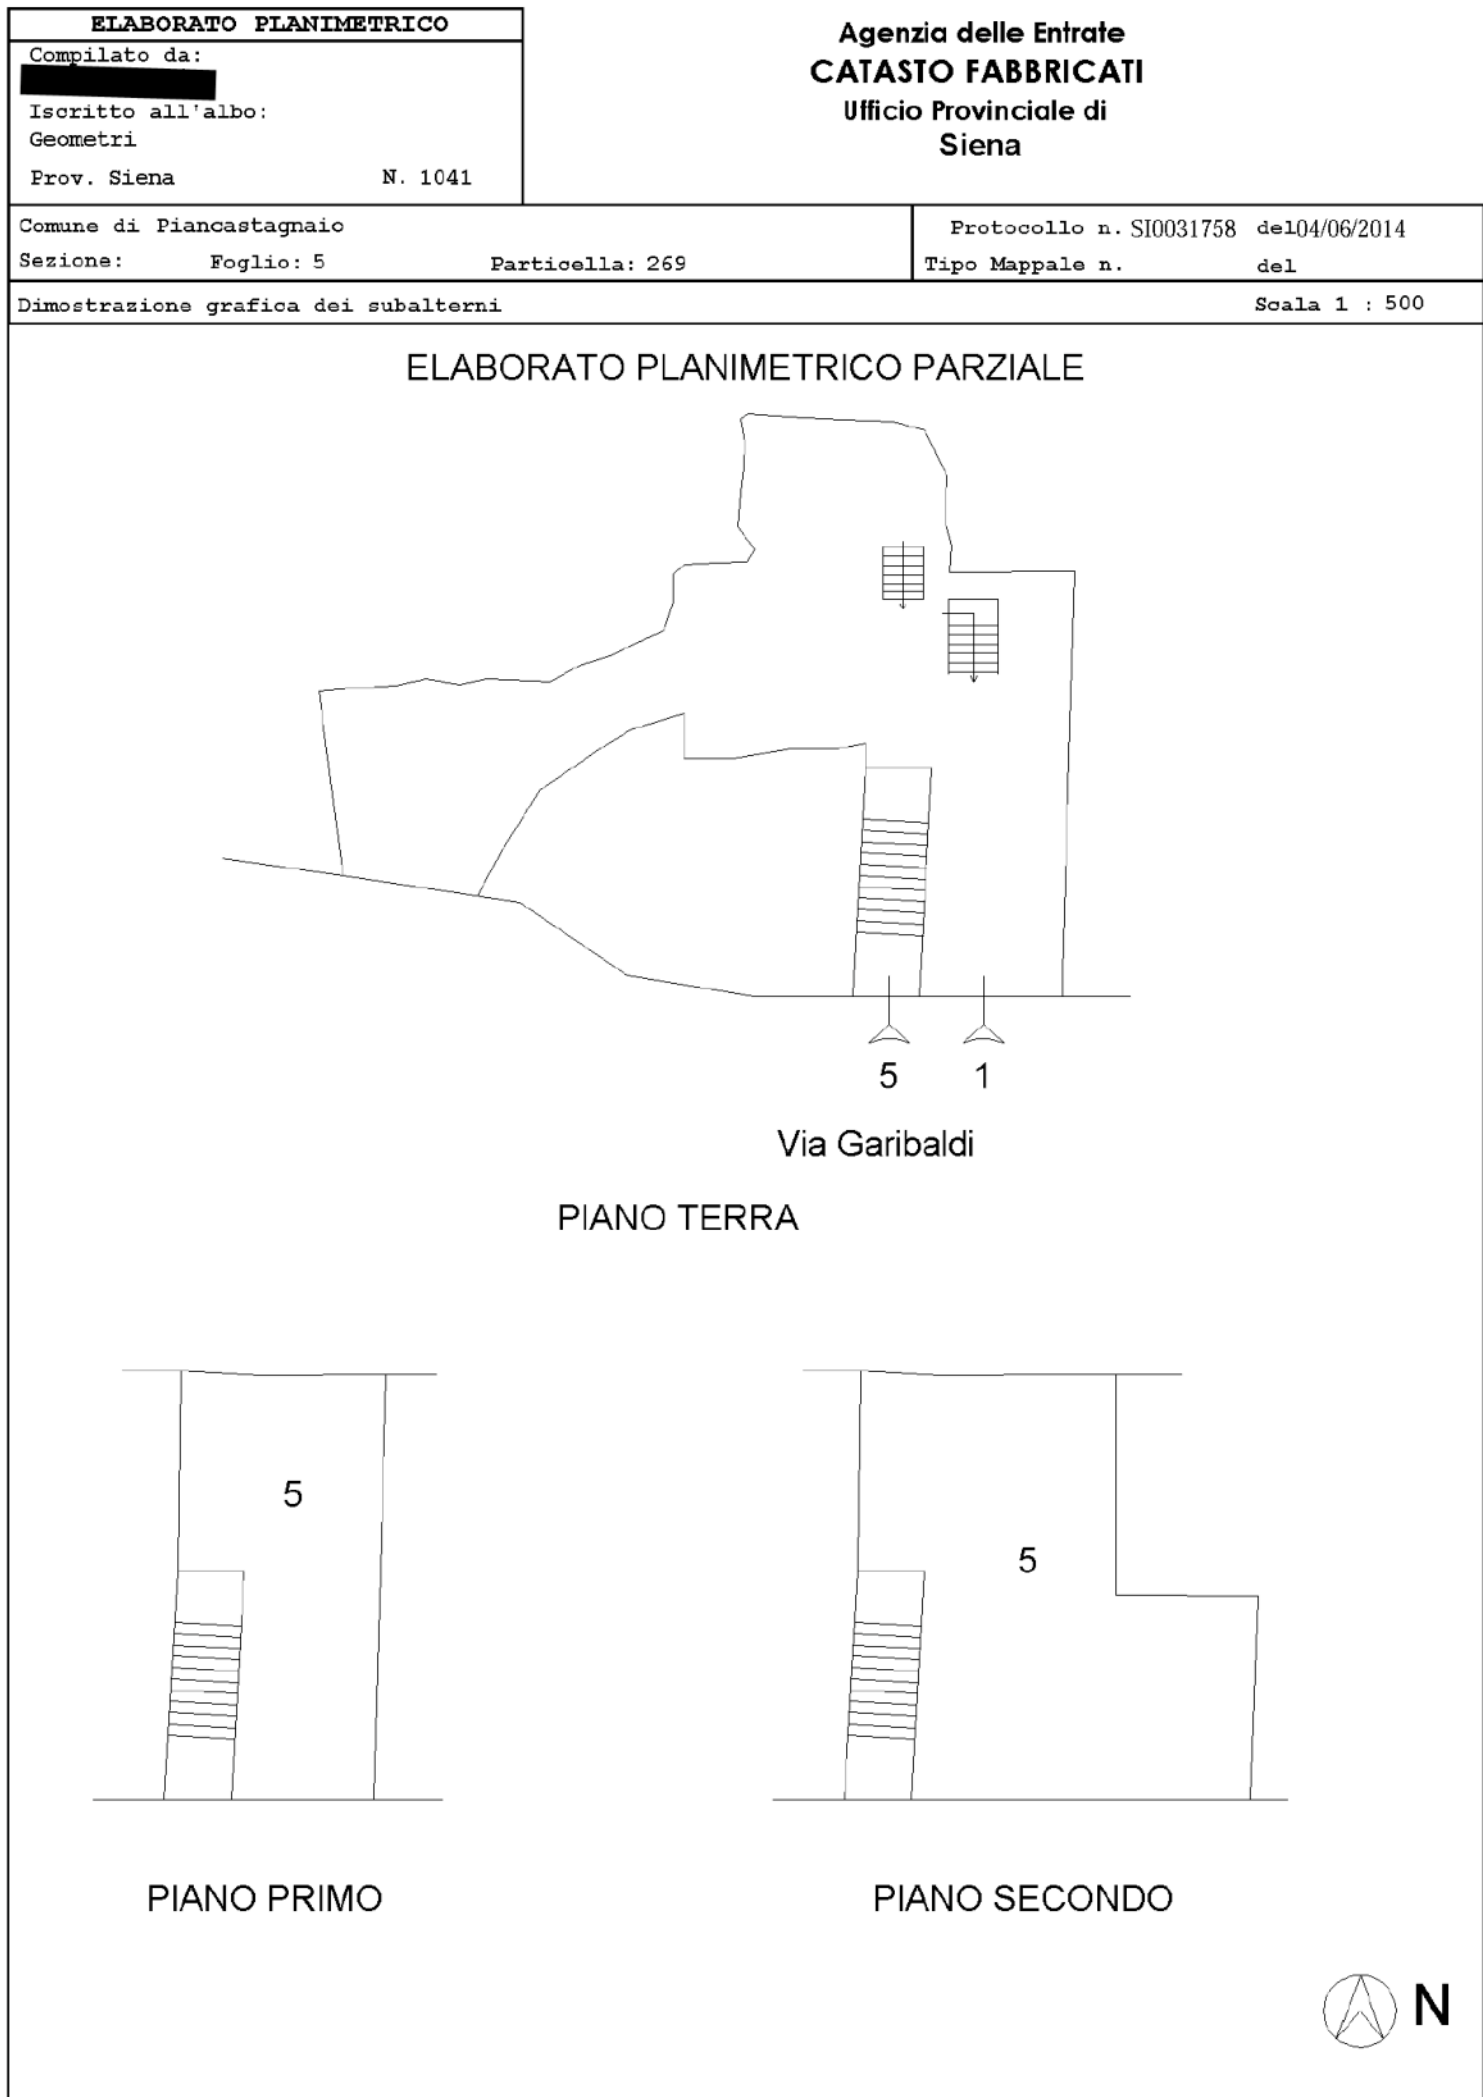 ELABORATO PLANIMETRICO
Compilato da:
Iscritto all'albo:
Geometri
Prov. Siena N. 1041
Agenzia delle Entrate
CATASTO FABBRICATI
Ufficio Provinciale di
Siena
Comune di Piancastagnaio
Sezione: Foglio: 5 Particella: 269
Protocollo n. SI0031758 del04/06/2014
Tipo Mappale n. del
Dimostrazione grafica dei subalterni Scala 1 : 500
ELABORATO PLANIMETRICO PARZIALE
5 1
Via Garibaldi
PIANO TERRA
5
5
PIANO PRIMO PIANO SECONDO
N